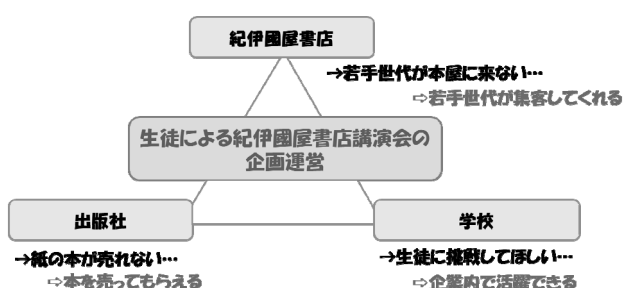 紀伊國屋書店
→若手世代が本屋に来ない…
⇨若手世代が集客してくれる
生徒による紀伊國屋書店講演会の
企画運営
出版社
学校
→紙の本が売れない…
⇨本を売ってもらえる
→生徒に挑戦してほしい…
⇨企業内で活躍できる